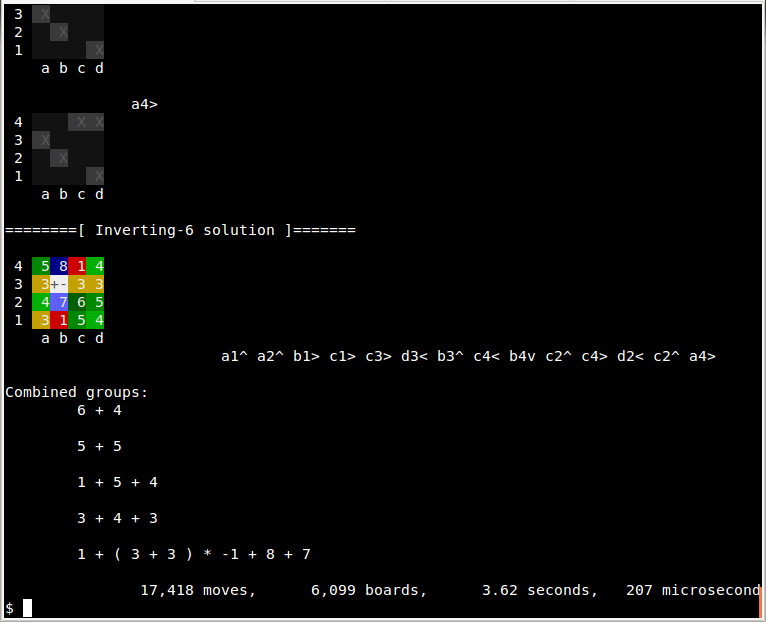 3 X
2 X
1 X
a b c d
a4>
4 X X
3 X
2 X
1 X
a b c d
========[ Inverting-6 solution ]=======
4 5 8 1 4
3 3 +- 3 3
2 4 7 6 5
1 3 1 5 4
a b c d
a1^ a2^ b1> c1> c3> d3< b3^ c4< b4v c2^ c4> d2< c2^ a4>
Combined groups:
6 + 4
5 + 5
1 + 5 + 4
3 + 4 + 3
1 + ( 3 + 3 ) * -1 + 8 + 7
17,418 moves, 6,099 boards, 3.62 seconds, 207 microsecond
$